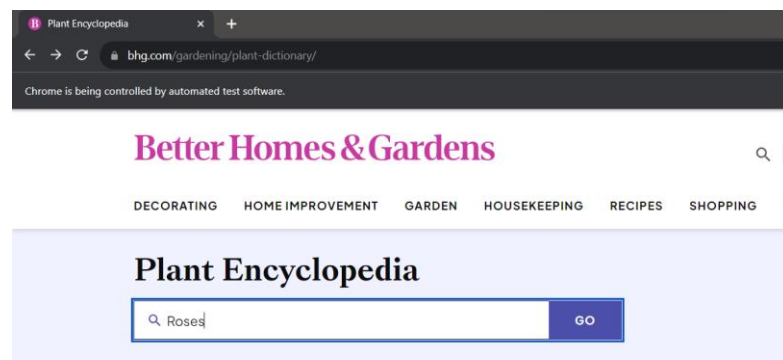 Plant Encyclopedia
bhg.com/gardening/plant-dictionary/
Chrome is being controlled by automated test software.
Better Homes & Gardens
DECORATING HOME IMPROVEMENT GARDEN HOUSEKEEPING RECIPES SHOPPING
Plant Encyclopedia
Roses GO